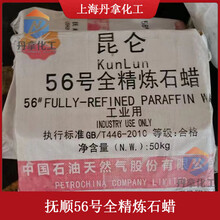 上海丹拿化工
昆仑
KunLun
56号全精炼石蜡
56#FULLY-REFINED PARAFFIN W
工业用
INDUSTRY USE ONLY
执行标准GB/T446-2010 等级:合格
净含量(N.W.):50kg
中国石油天然气股份有限公司
PETROCHINA COMPANY LIMITED
抚顺56号全精炼石蜡